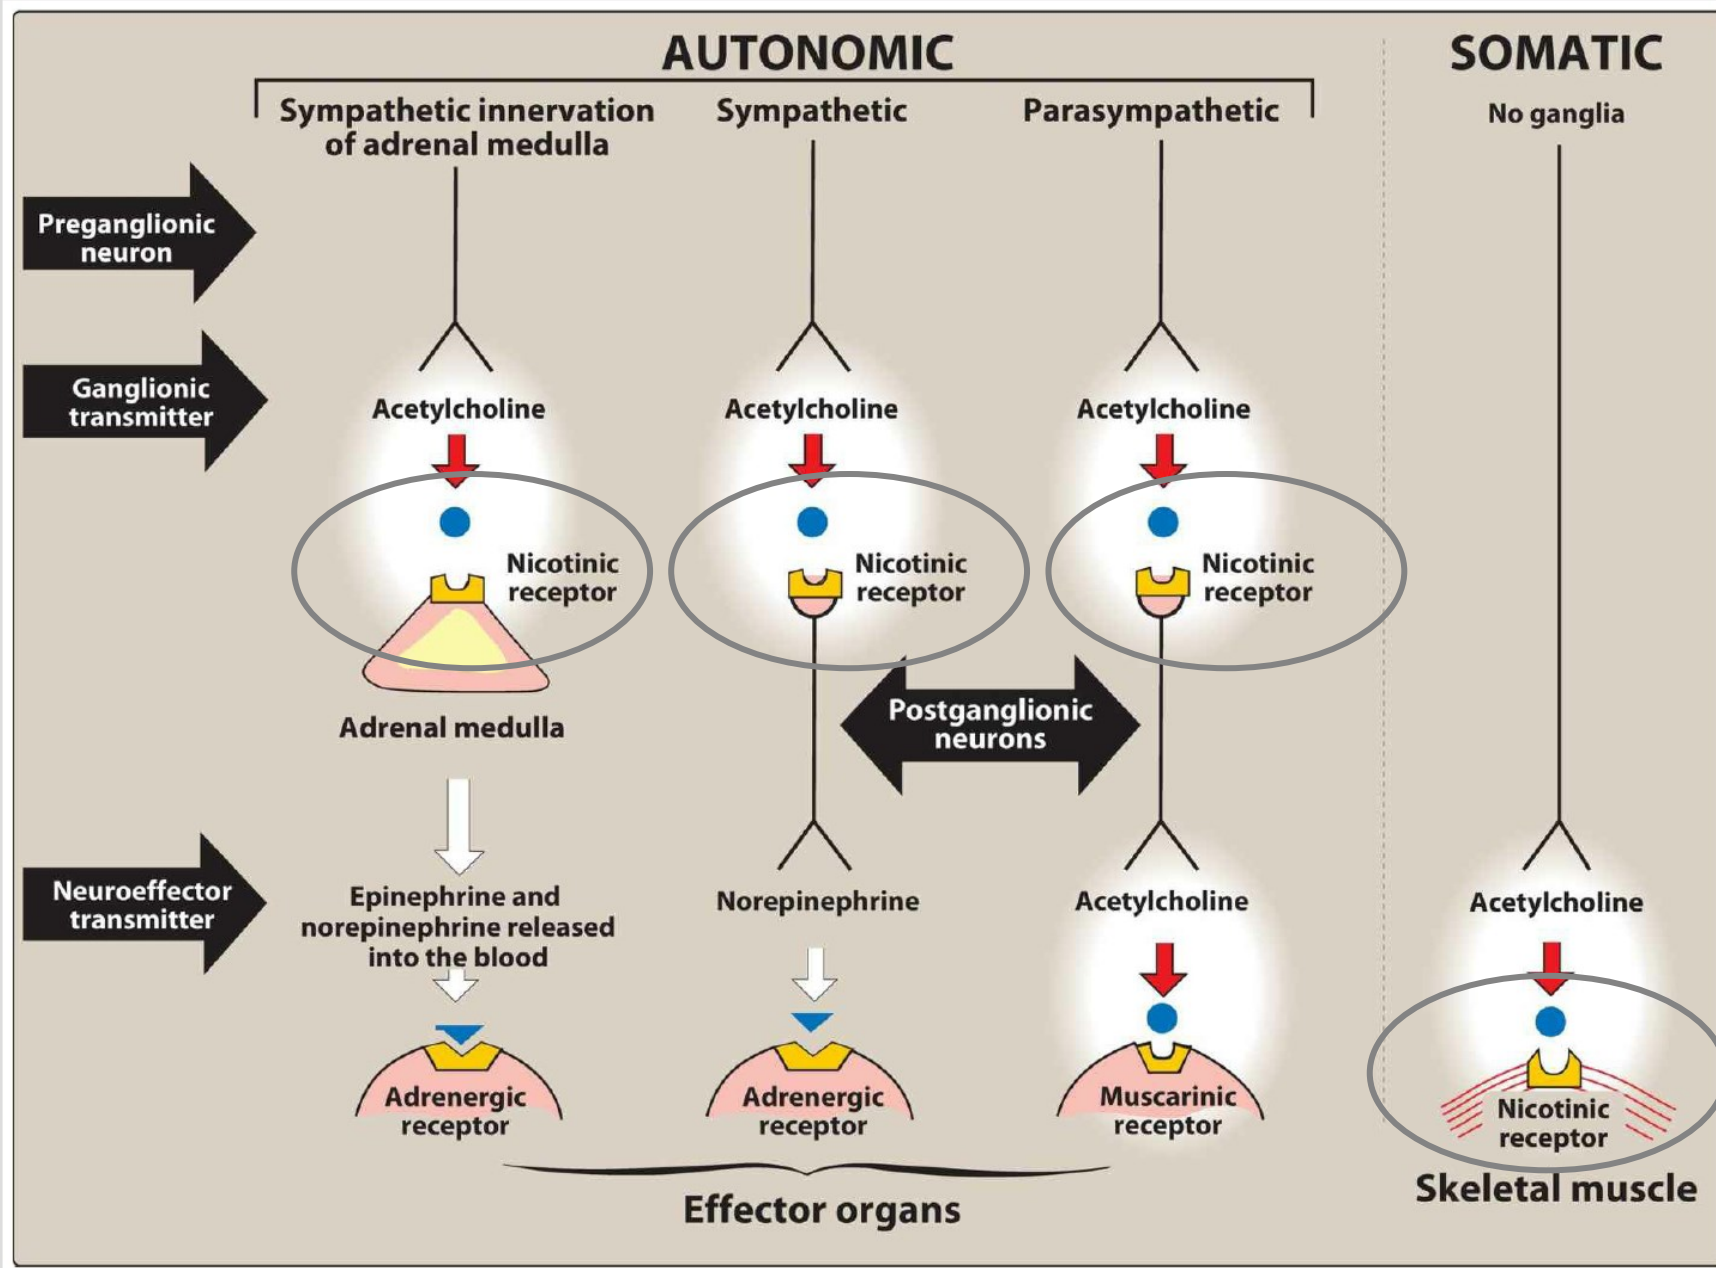 AUTONOMIC
SOMATIC
Sympathetic innervation
of adrenal medulla
Sympathetic
Parasympathetic
No ganglia
Preganglionic
neuron
Ganglionic
transmitter
Acetylcholine
Acetylcholine
Acetylcholine
Nicotinic
receptor
Nicotinic
receptor
Nicotinic
receptor
Adrenal medulla
Postganglionic
neurons
Neuroeffector
transmitter
Epinephrine and
norepinephrine released
into the blood
Norepinephrine
Acetylcholine
Acetylcholine
Adrenergic
receptor
Adrenergic
receptor
Muscarinic
receptor
Nicotinic
receptor
Skeletal muscle
Effector organs